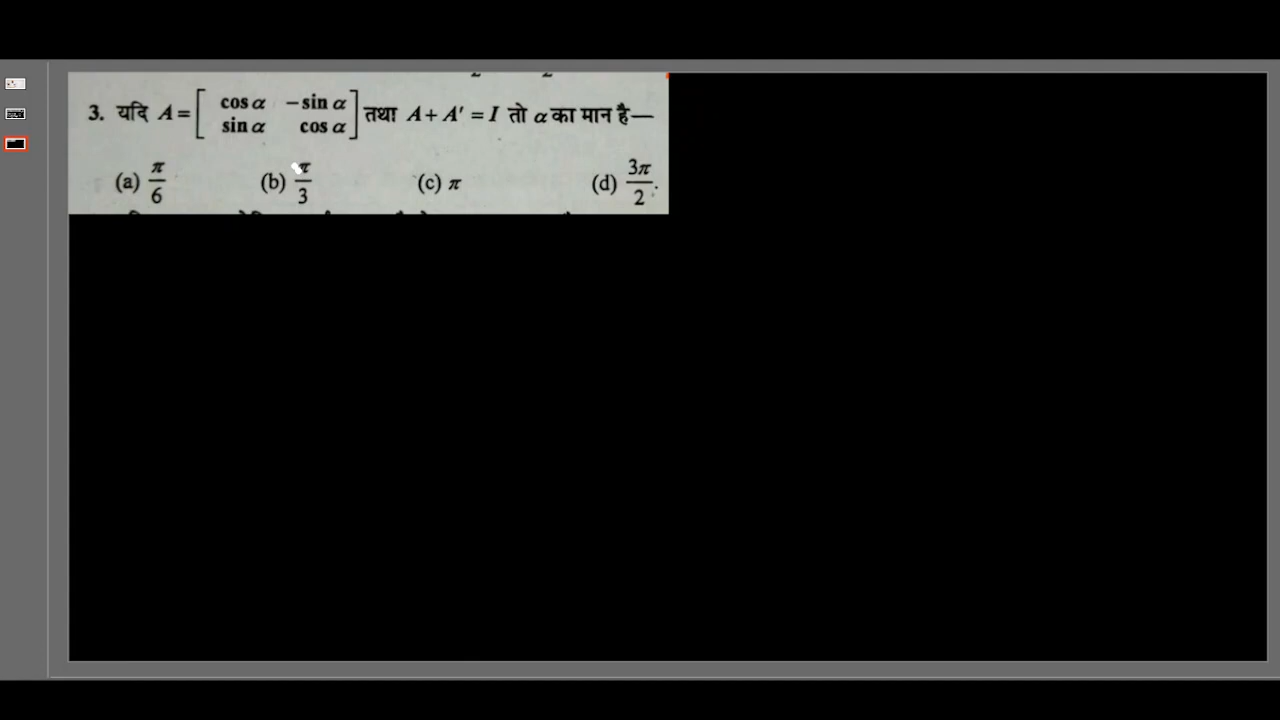 3. यदि A = [ cos α −sin α
sin α cos α ] तथा A + A′ = I तो α का मान है—
(a) π/6 (b) π/3 (c) π (d) 3π/2.